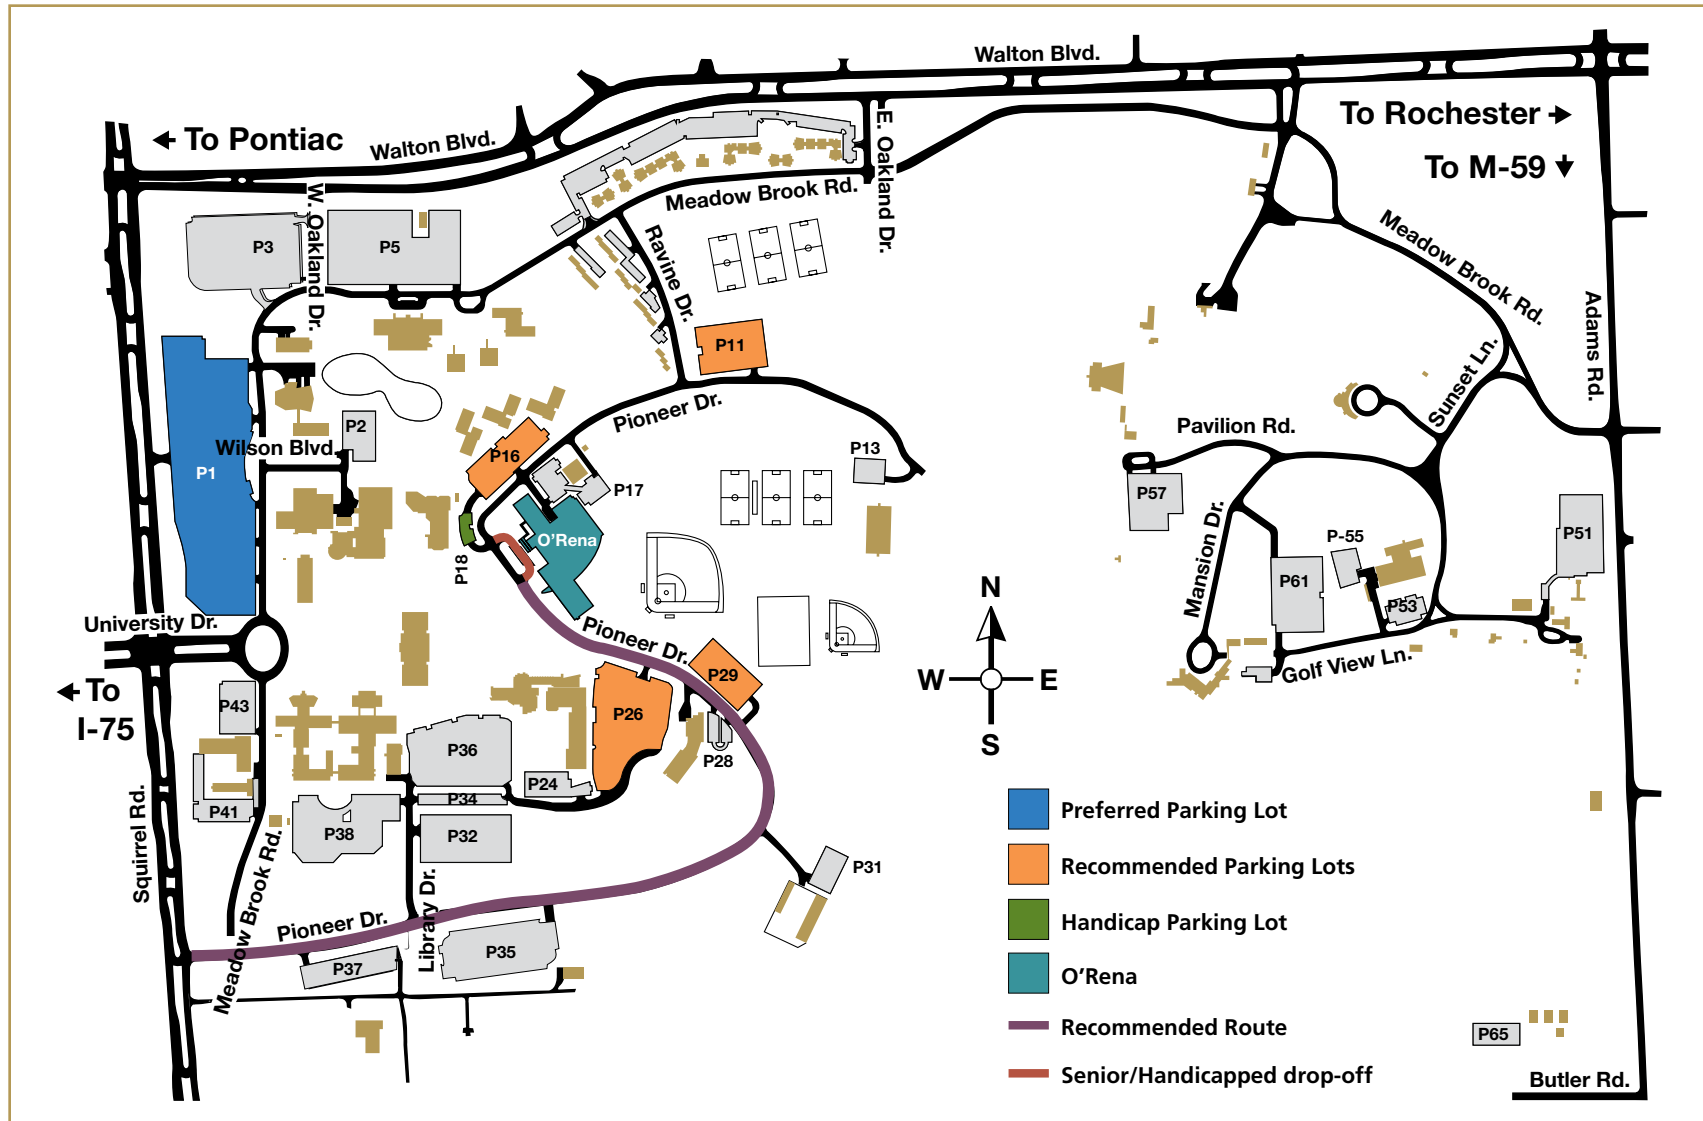 Walton Blvd.
To Pontiac
Walton Blvd.
To Rochester
To M-59
E. Oakland Dr.
W. Oakland Dr.
Meadow Brook Rd.
P3
P5
Ravine Dr.
Meadow Brook Rd.
Adams Rd.
P11
Sunset Ln.
Pioneer Dr.
P2
Wilson Blvd.
Pavilion Rd.
P1
P16
P13
P17
P57
Mansion Dr.
P51
O'Rena
P18
P-55
P61
P53
University Dr.
Pioneer Dr.
N
W
E
S
Golf View Ln.
To
I-75
P43
P29
P26
P36
P28
P24
P34
P41
P38
P32
P31
Squirrel Rd.
Meadow Brook Rd.
Library Dr.
Pioneer Dr.
P37
P35
Preferred Parking Lot
Recommended Parking Lots
Handicap Parking Lot
O'Rena
Recommended Route
Senior/Handicapped drop-off
P65
Butler Rd.